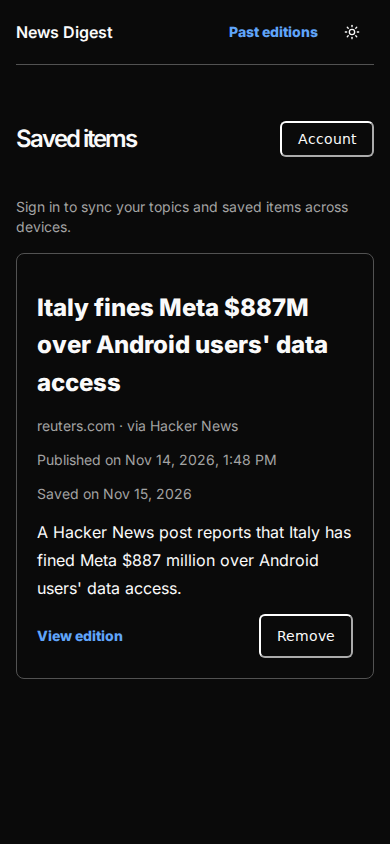 News Digest
Past editions
Saved items
Account
Sign in to sync your topics and saved items across
devices.
Italy fines Meta $887M
over Android users' data
access
reuters.com · via Hacker News
Published on Nov 14, 2026, 1:48 PM
Saved on Nov 15, 2026
A Hacker News post reports that Italy has
fined Meta $887 million over Android
users' data access.
View edition
Remove